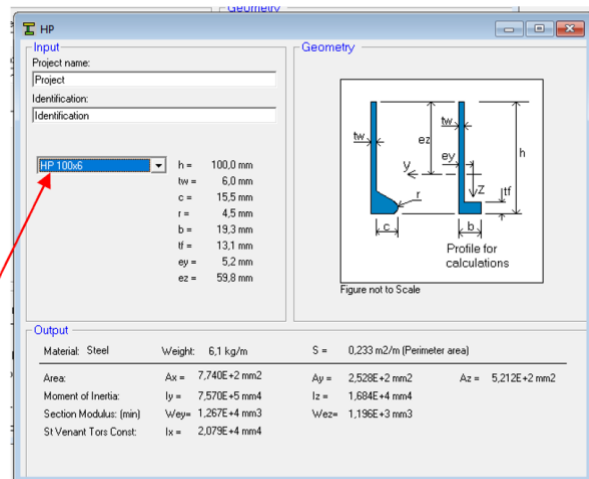 Geometry
HP
Input
Project name:
Project
Identification:
Identification
HP 100x6
h = 100,0 mm
tw = 6,0 mm
c = 15,5 mm
r = 4,5 mm
b = 19,3 mm
tf = 13,1 mm
ey = 5,2 mm
ez = 59,8 mm
Geometry
tw
tw
ez
h
ey
y
z
tf
r
c
b
Profile for
calculations
Figure not to Scale
Output
Material: Steel Weight: 6,1 kg/m S = 0,233 m2/m (Perimeter area)
Area: Ax = 7,740E+2 mm2 Ay = 2,528E+2 mm2 Az = 5,212E+2 mm2
Moment of Inertia: Iy = 7,570E+5 mm4 Iz = 1,684E+4 mm4
Section Modulus: (min) Wey= 1,267E+4 mm3 Wez= 1,196E+3 mm3
St Venant Tors Const: Ix = 2,079E+4 mm4